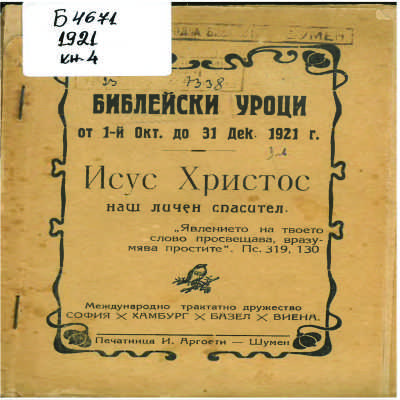 Б 4671
1921
кн. 4
ШУМЕН
7338
БИБЛЕЙСКИ УРОЦИ
от 1-й Окт. до 31 Дек. 1921 г.
Исус Христос
наш личен спасител.
„Явлението на твоето
слово просвещава, вразу-
мява простите“. Пс. 319, 130
Международно трактатно дружество
СОФИЯ X ХАМБУРГ X БАЗЕЛ X ВИЕНА.
Печатница И. Аргоети — Шумен